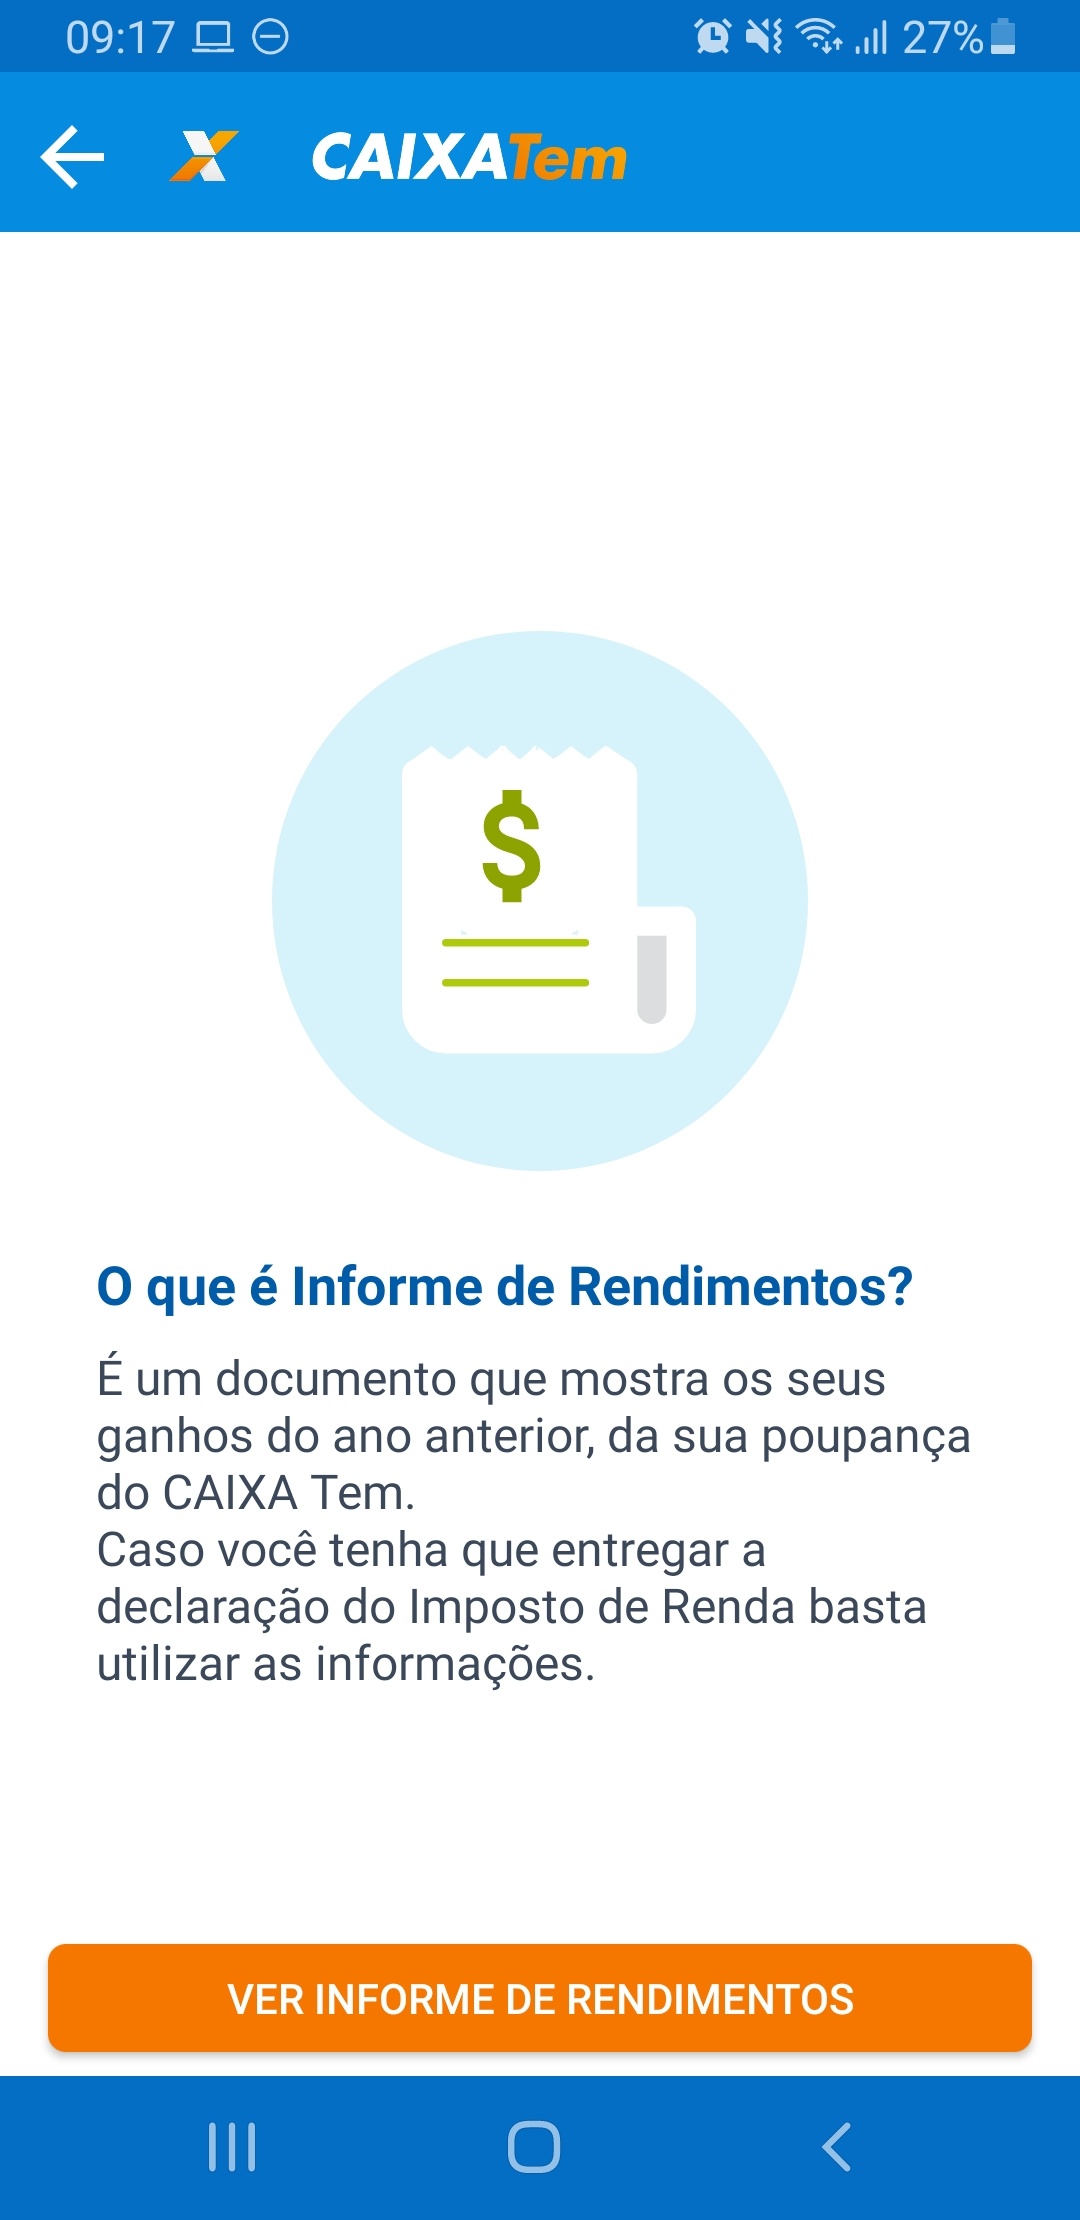 09:17
27%
CAIXATem
$
O que é Informe de Rendimentos?
É um documento que mostra os seus
ganhos do ano anterior, da sua poupança
do CAIXA Tem.
Caso você tenha que entregar a
declaração do Imposto de Renda basta
utilizar as informações.
VER INFORME DE RENDIMENTOS